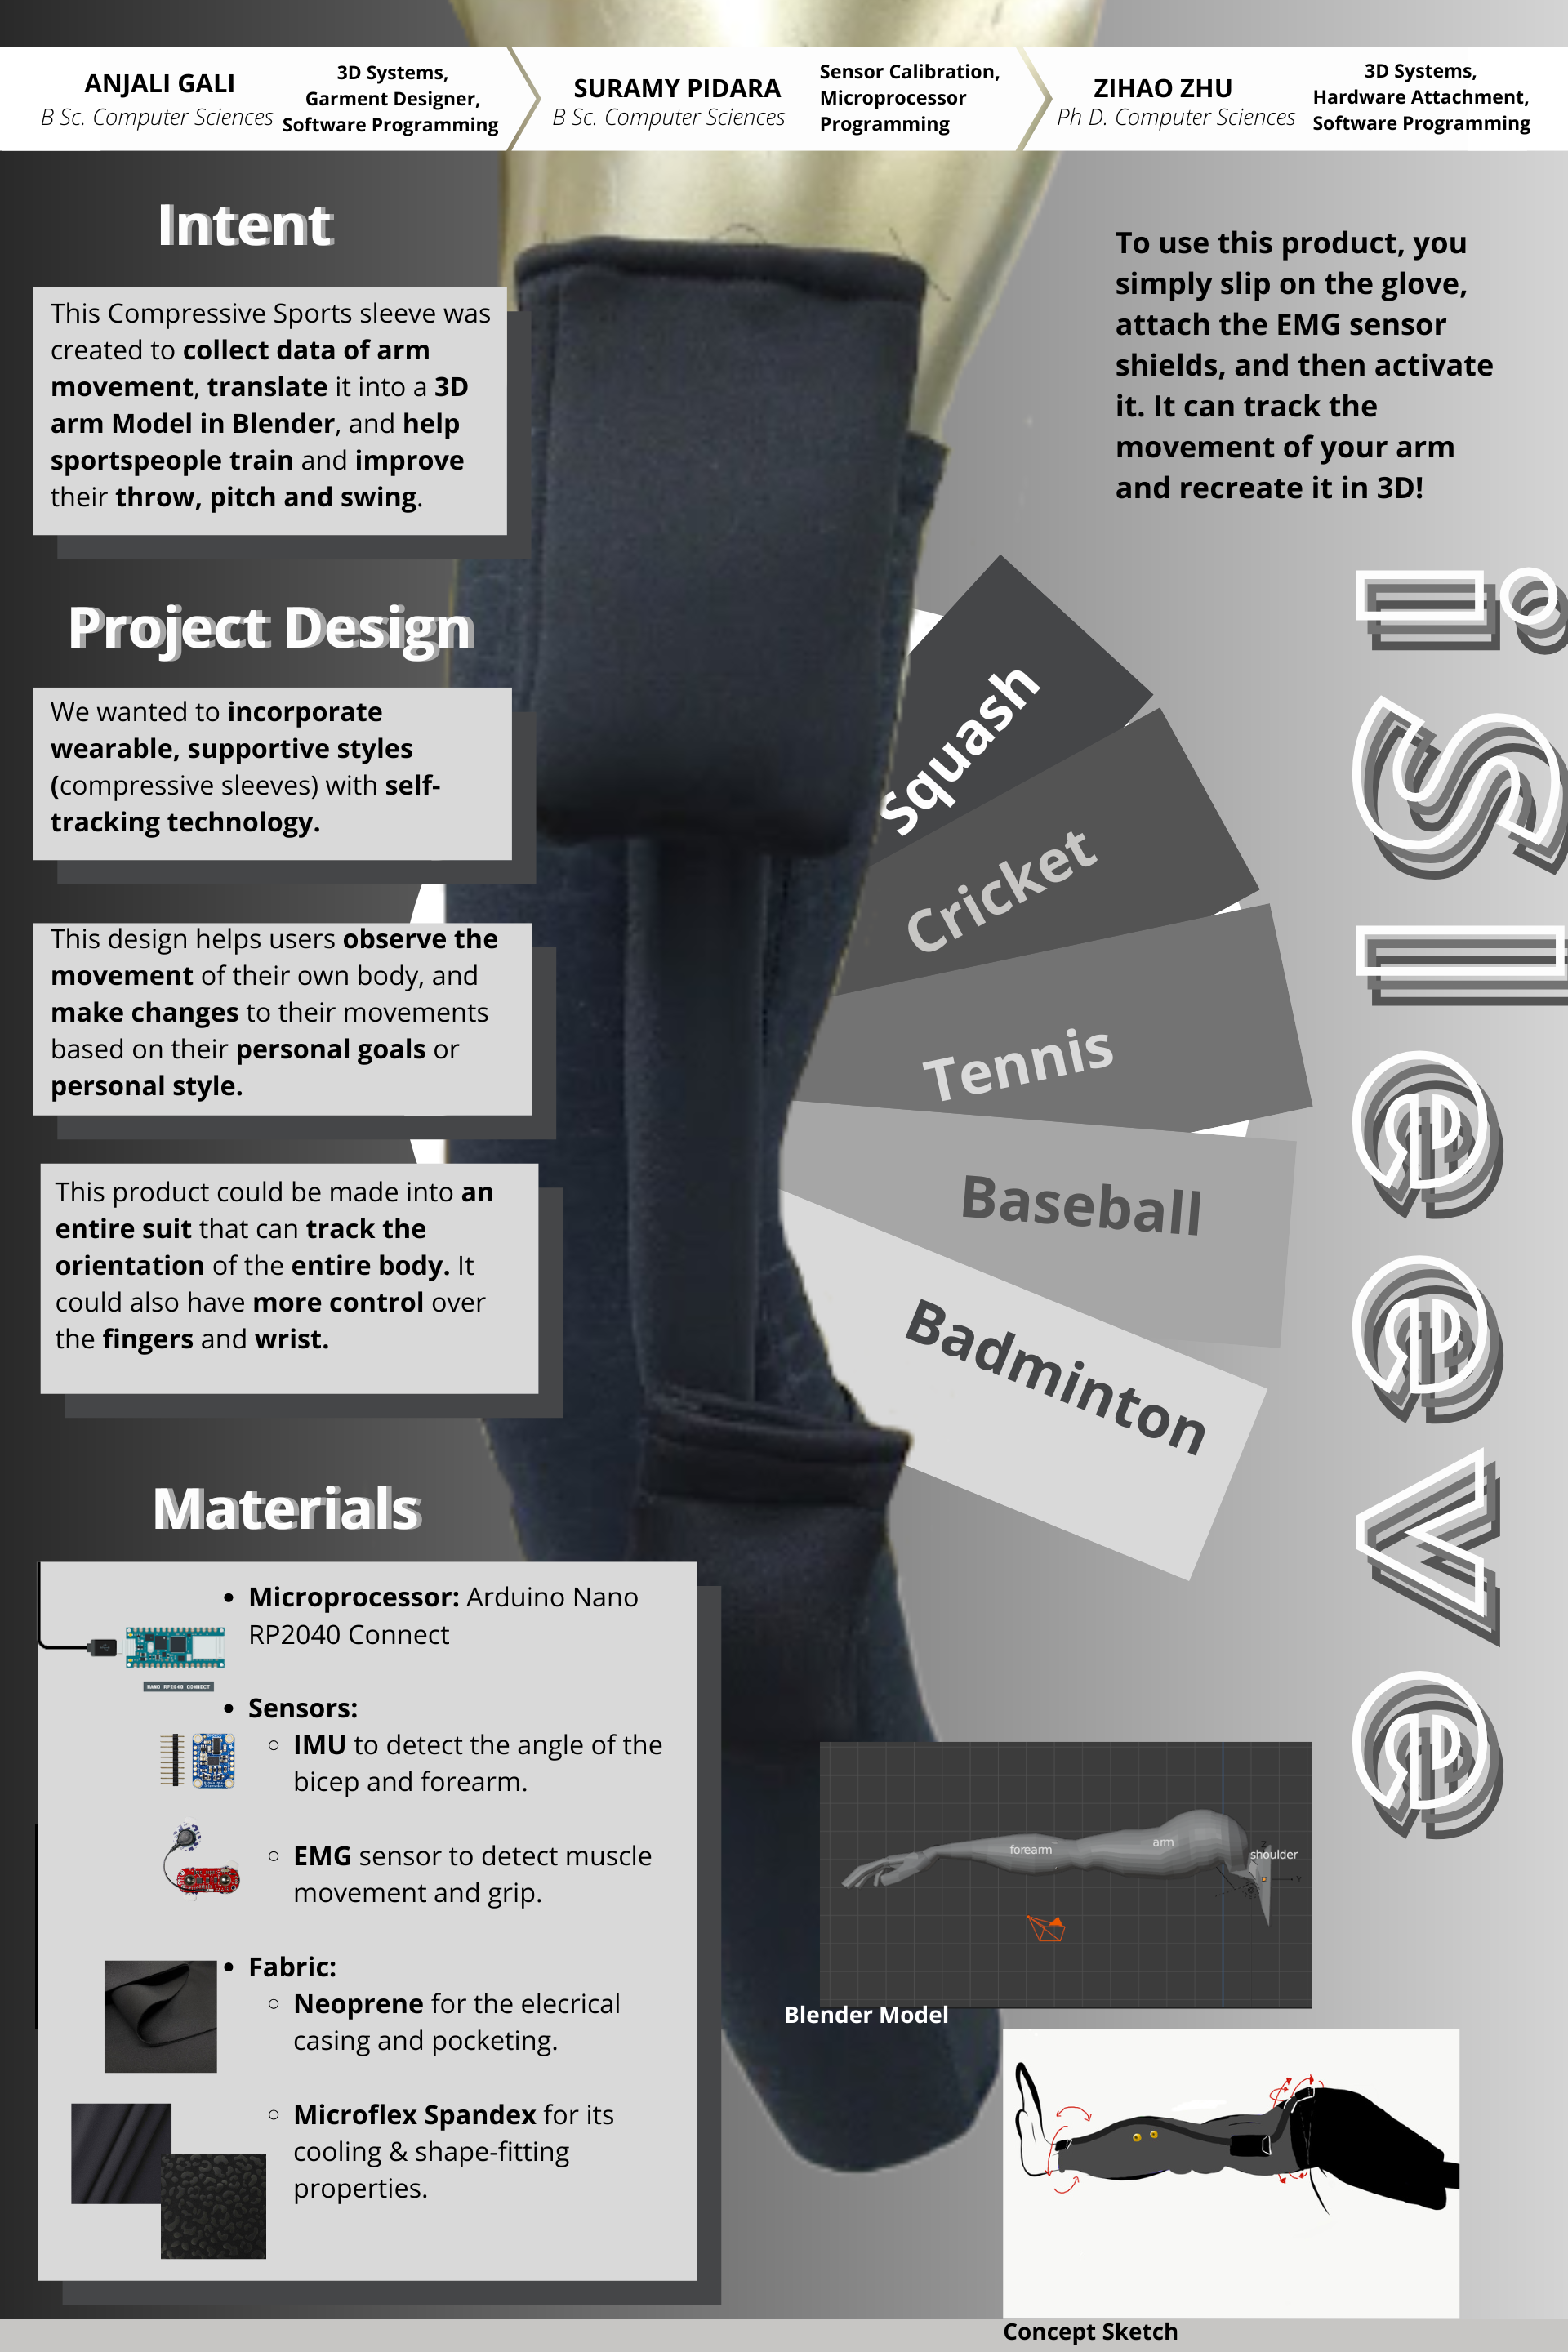 ANJALI GALI
B Sc. Computer Sciences
3D Systems,
Garment Designer,
Software Programming
SURAMY PIDARA
B Sc. Computer Sciences
Sensor Calibration,
Microprocessor
Programming
ZIHAO ZHU
Ph D. Computer Sciences
3D Systems,
Hardware Attachment,
Software Programming
Intent
This Compressive Sports sleeve was
created to collect data of arm
movement, translate it into a 3D
arm Model in Blender, and help
sportspeople train and improve
their throw, pitch and swing.
To use this product, you
simply slip on the glove,
attach the EMG sensor
shields, and then activate
it. It can track the
movement of your arm
and recreate it in 3D!
Project Design
We wanted to incorporate
wearable, supportive styles
(compressive sleeves) with self-
tracking technology.
This design helps users observe the
movement of their own body, and
make changes to their movements
based on their personal goals or
personal style.
This product could be made into an
entire suit that can track the
orientation of the entire body. It
could also have more control over
the fingers and wrist.
Squash
Cricket
Tennis
Baseball
Badminton
iSleeve
Materials
• Microprocessor: Arduino Nano
RP2040 Connect
NANO RP2040 CONNECT
• Sensors:
○ IMU to detect the angle of the
bicep and forearm.
○ EMG sensor to detect muscle
movement and grip.
• Fabric:
○ Neoprene for the elecrical
casing and pocketing.
○ Microflex Spandex for its
cooling & shape-fitting
properties.
forearm
arm
shoulder
Blender Model
Concept Sketch